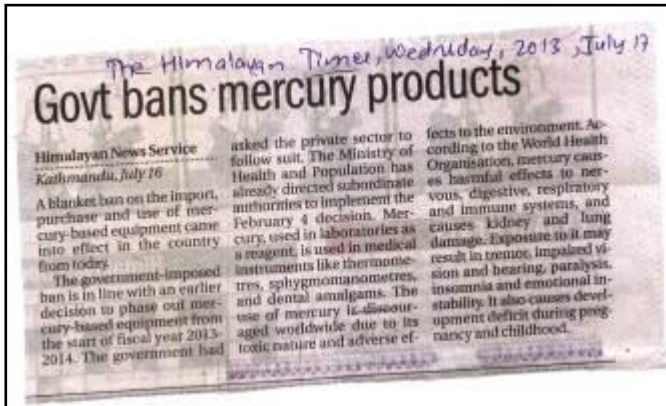 The Himalayan Times, Wednesday, 2013, July 17
Govt bans mercury products
Himalayan News Service
Kathmandu, July 16
A blanket ban on the import,
purchase and use of mer-
cury-based equipment came
into effect in the country
from today.
The government-imposed
ban is in line with an earlier
decision to phase out mer-
cury-based equipment from
the start of fiscal year 2013-
2014. The government had
asked the private sector to
follow suit. The Ministry of
Health and Population has
already directed subordinate
authorities to implement the
February 4 decision. Mer-
cury, used in laboratories as
a reagent, is used in medical
instruments like thermome-
tres, sphygmomanometres,
and dental amalgams. The
use of mercury is discour-
aged worldwide due to its
toxic nature and adverse ef-
fects to the environment. Ac-
cording to the World Health
Organisation, mercury caus-
es harmful effects to ner-
vous, digestive, respiratory
and immune systems, and
causes kidney and lung
damage. Exposure to it may
result in tremor, impaired vi-
sion and hearing, paralysis,
insomnia and emotional in-
stability. It also causes devel-
opment deficit during preg-
nancy and childhood.